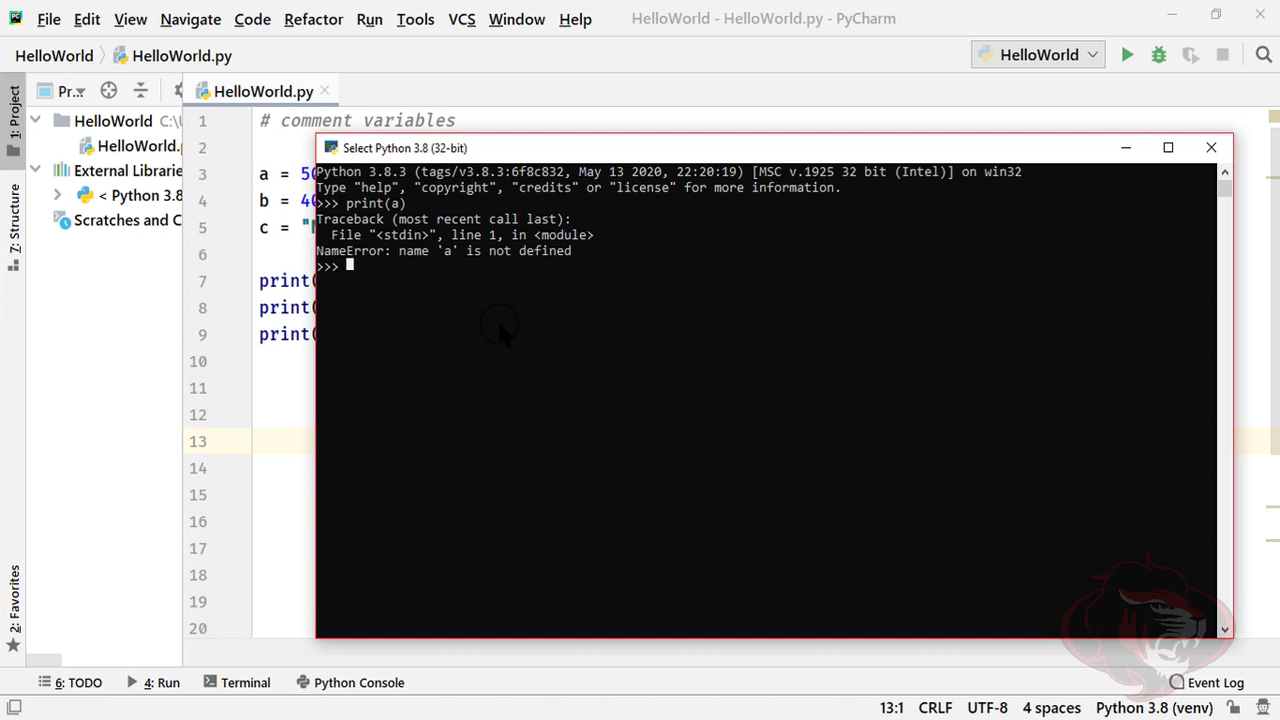 File Edit View Navigate Code Refactor Run Tools VCS Window Help HelloWorld - HelloWorld.py - PyCharm
HelloWorld HelloWorld.py HelloWorld
1: Project
Pr... HelloWorld.py
HelloWorld C:\
HelloWorld.
External Librarie
< Python 3.8
Scratches and C
7: Structure
2: Favorites
1 # comment variables
2
3 a = 50
4 b = 40
5 c = "
6
7 print(
8 print(
9 print(
10
11
12
13
14
15
16
17
18
19
20
Select Python 3.8 (32-bit)
Python 3.8.3 (tags/v3.8.3:6f8c832, May 13 2020, 22:20:19) [MSC v.1925 32 bit (Intel)] on win32
Type "help", "copyright", "credits" or "license" for more information.
>>> print(a)
Traceback (most recent call last):
File "<stdin>", line 1, in <module>
NameError: name 'a' is not defined
>>>
6: TODO 4: Run Terminal Python Console Event Log
13:1 CRLF UTF-8 4 spaces Python 3.8 (venv)